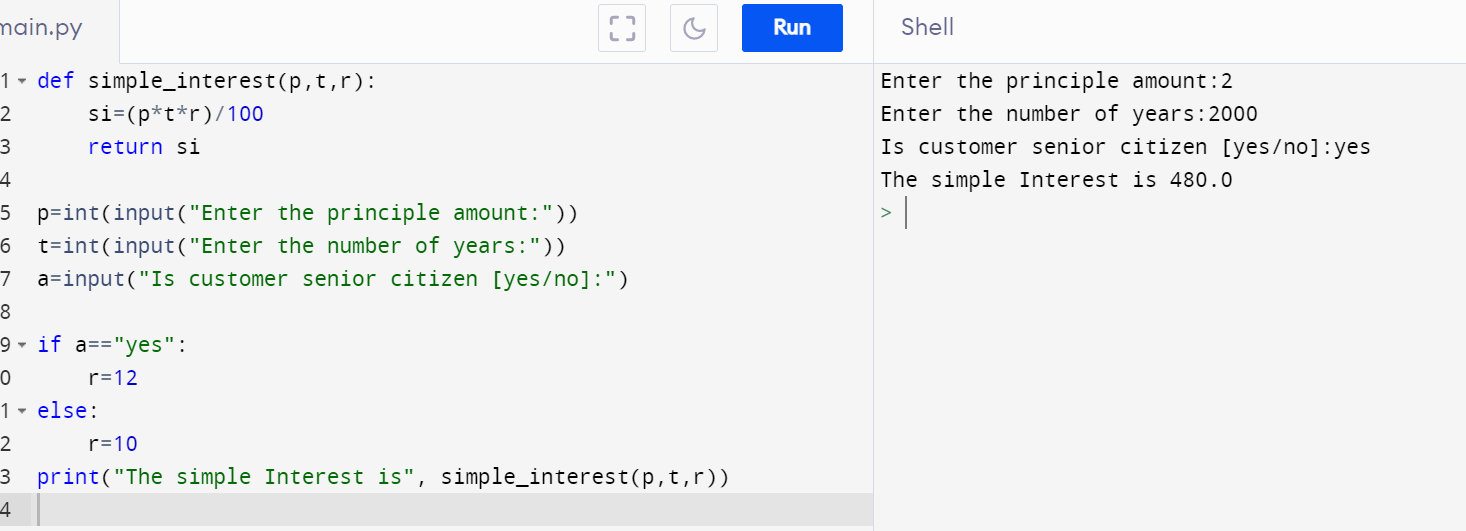 main.py
Run
Shell
1 def simple_interest(p,t,r):
2 si=(p*t*r)/100
3 return si
4
5 p=int(input("Enter the principle amount:"))
6 t=int(input("Enter the number of years:"))
7 a=input("Is customer senior citizen [yes/no]:")
8
9 if a=="yes":
0 r=12
1 else:
2 r=10
3 print("The simple Interest is", simple_interest(p,t,r))
4
Enter the principle amount:2
Enter the number of years:2000
Is customer senior citizen [yes/no]:yes
The simple Interest is 480.0
>